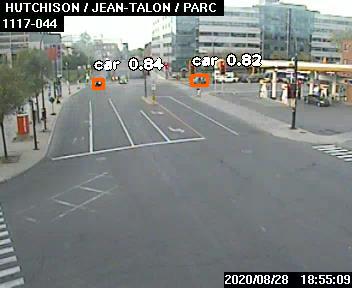 HUTCHISON / JEAN-TALON / PARC
1117-044
car 0.84
car 0.82
2020/08/28 18:55:09